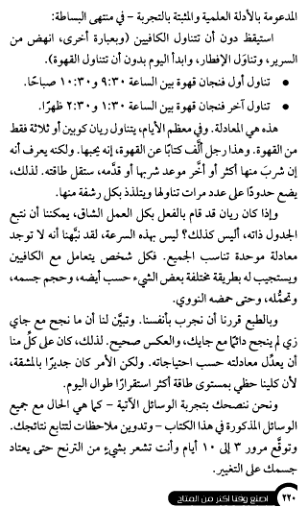 المدعومة بالأدلة العلمية والمثبتة بالتجربة – في منتهى البساطة:
استيقظ دون أن تتناول الكافيين (وبعبارة أخرى، انهض من
السرير، وتناوَل الإفطار، وابدأ اليوم بدون أن تتناول القهوة).
• تناول أول فنجان قهوة بين الساعة ٩:٣٠ و١٠:٣٠ صباحًا.
• تناول آخر فنجان قهوة بين الساعة ١:٣٠ و٢:٣٠ ظهرًا.
هذه هي المعادلة. وفي معظم الأيام، يتناول ريان كوبين أو ثلاثة فقط
من القهوة. وهذا رجل ألَّف كتابًا عن القهوة، إنه يحبها. ولكنه يعرف أنه
إن شربَ منها أكثر أو أخَّر موعد شربها أو قدَّمه، ستقل طاقته. لذلك،
يضع حدودًا على عدد مرات تناولها ويتلذذ بكل رشفة منها.
وإذا كان ريان قد قام بالفعل بكل العمل الشاق، يمكننا أن نتبع
الجدول ذاته، أليس كذلك؟ ليس بهذه السرعة، لقد نبَّهنا أنه لا توجد
معادلة موحدة تناسب الجميع. فكل شخص يتعامل مع الكافيين
ويستجيب له بطريقة مختلفة بعض الشيء حسب أيضه، وحجم جسمه،
وتحمُّله، وحتى حمضه النووي.
وبالطبع قررنا أن نجرب بأنفسنا. وتبيَّن لنا أن ما نجح مع جاي
زي لم ينجح دائمًا مع جايك، والعكس صحيح. لذلك، كان على كلٍّ منا
أن يعدِّل معادلته حسب احتياجاته. ولكن الأمر كان جديرًا بالمشقة،
لأن كلينا حظي بمستوى طاقة أكثر استقرارًا طوال اليوم.
ونحن ننصحك بتجربة الوسائل الآتية – كما هي الحال مع جميع
الوسائل المذكورة في هذا الكتاب – وتدوين ملاحظات لتتابع نتائجك.
وتوقَّع مرور ٣ إلى ١٠ أيام وأنت تشعر بشيءٍ من الترنح حتى يعتاد
جسمك على التغيير.
٢٢٠ اصنع وقتًا أكثر من المتاح